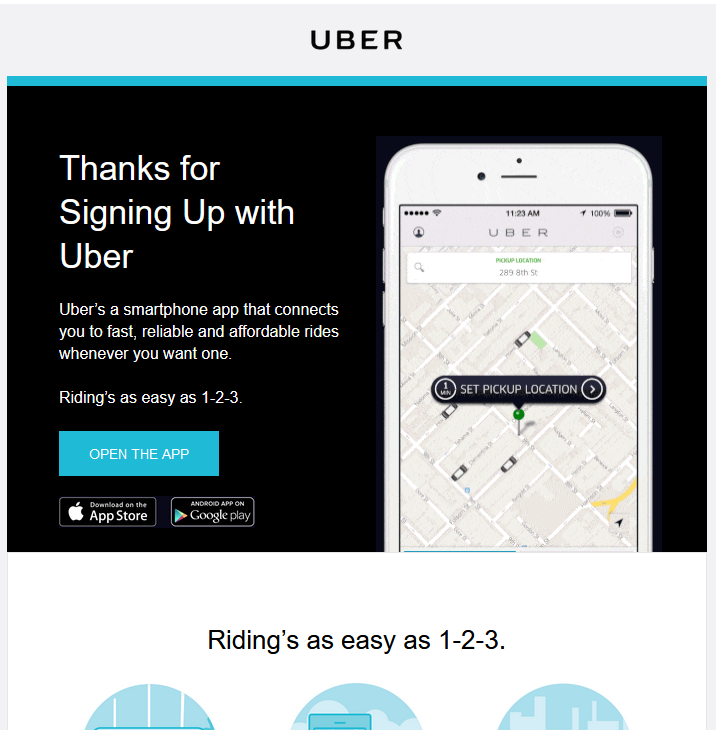 UBER
Thanks for
Signing Up with
Uber
Uber’s a smartphone app that connects
you to fast, reliable and affordable rides
whenever you want one.
Riding’s as easy as 1-2-3.
OPEN THE APP
Download on the
App Store
ANDROID APP ON
Google play
11:23 AM
100%
UBER
PICKUP LOCATION
289 8th St
1
MIN
SET PICKUP LOCATION
Riding’s as easy as 1-2-3.